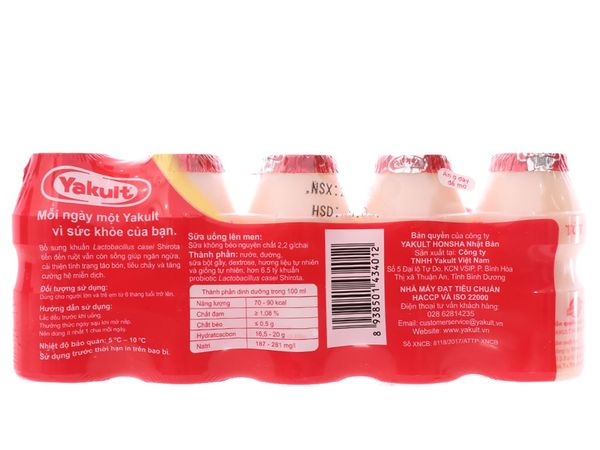 Yakult
Mỗi ngày một Yakult
vì sức khỏe của bạn.
Bổ sung khuẩn Lactobacillus casei Shirota
tiền đến ruột vẫn còn sống giúp ngăn ngừa,
cải thiện tình trạng táo bón, tiêu chảy và tăng
cường hệ miễn dịch.
Đối tượng sử dụng:
Dùng cho người lớn và trẻ em từ 6 tháng tuổi trở lên.
Hướng dẫn sử dụng:
Lắc đều trước khi uống.
Thưởng thức ngay sau khi mở nắp.
Nên dùng ít nhất 1 chai mỗi ngày.
Nhiệt độ bảo quản: 5°C – 10°C
Sử dụng trước thời hạn in trên bao bì.
Sữa uống lên men:
Sữa không béo nguyên chất 2,2 g/chai
Thành phần: nước, đường,
sữa bột gầy, dextrose, hương liệu tự nhiên
và giống tự nhiên, hơn 6.5 tỷ khuẩn
probiotic Lactobacillus casei Shirota.
Thành phần dinh dưỡng trong 100 ml
Năng lượng 70 - 90 kcal
Chất đạm ≥ 1,08 %
Chất béo ≤ 0,5 g
Hydratcacbon 16,5 - 20 g
Natri 187 - 281 mg/l
NSX:
HSD:
8 938501 434012
Ấn đáy
để mở
Bản quyền của công ty
YAKULT HONSHA Nhật Bản
Sản xuất tại: Công ty
TNHH Yakult Việt Nam
Số 5 Đại lộ Tự Do, KCN VSIP, P. Bình Hòa
Thị xã Thuận An, Tỉnh Bình Dương
NHÀ MÁY ĐẠT TIÊU CHUẨN
HACCP VÀ ISO 22000
Điện thoại tư vấn khách hàng:
028 62814235
Email: customerservice@yakult.vn
Website: www.yakult.vn
Số XNCB: 8118/2017/ATTP-XNCB